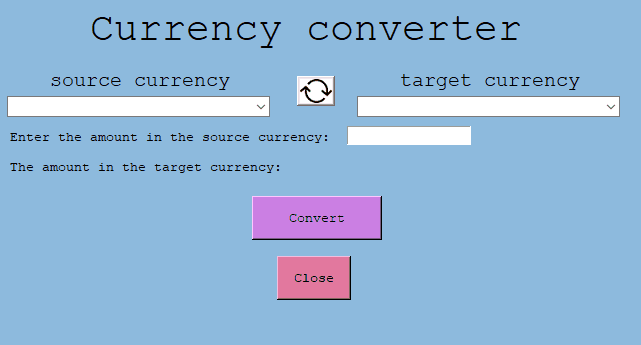 Currency converter
source currency
target currency
Enter the amount in the source currency:
The amount in the target currency:
Convert
Close